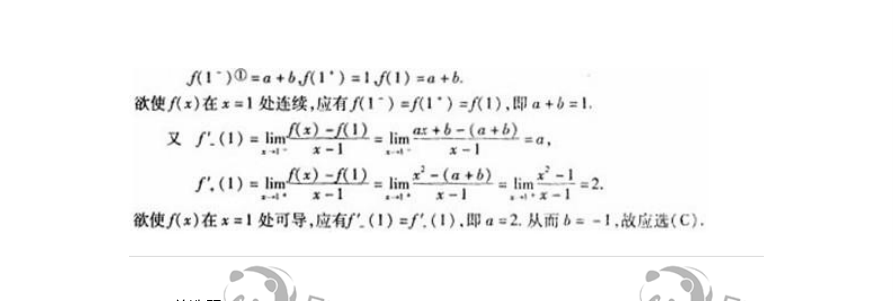 f(1⁻)①=a+b,f(1⁺)=1,f(1)=a+b.
欲使f(x)在x=1处连续,应有f(1⁻)=f(1⁺)=f(1),即a+b=1.
又 f'₋(1)=lim_{x→1⁻} (f(x)-f(1))/(x-1) = lim_{x→1⁻} (ax+b-(a+b))/(x-1) =a,
f'₊(1)=lim_{x→1⁺} (f(x)-f(1))/(x-1) = lim_{x→1⁺} (x²-(a+b))/(x-1) = lim_{x→1⁺} (x²-1)/(x-1) =2.
欲使f(x)在x=1处可导,应有f'₋(1)=f'₊(1),即a=2.从而b=-1,故应选(C).